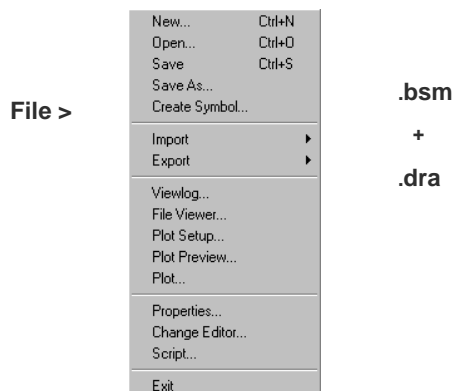 File >
New... Ctrl+N
Open... Ctrl+O
Save Ctrl+S
Save As...
Create Symbol...
Import
Export
Viewlog...
File Viewer...
Plot Setup...
Plot Preview...
Plot...
Properties...
Change Editor...
Script...
Exit
.bsm
+
.dra